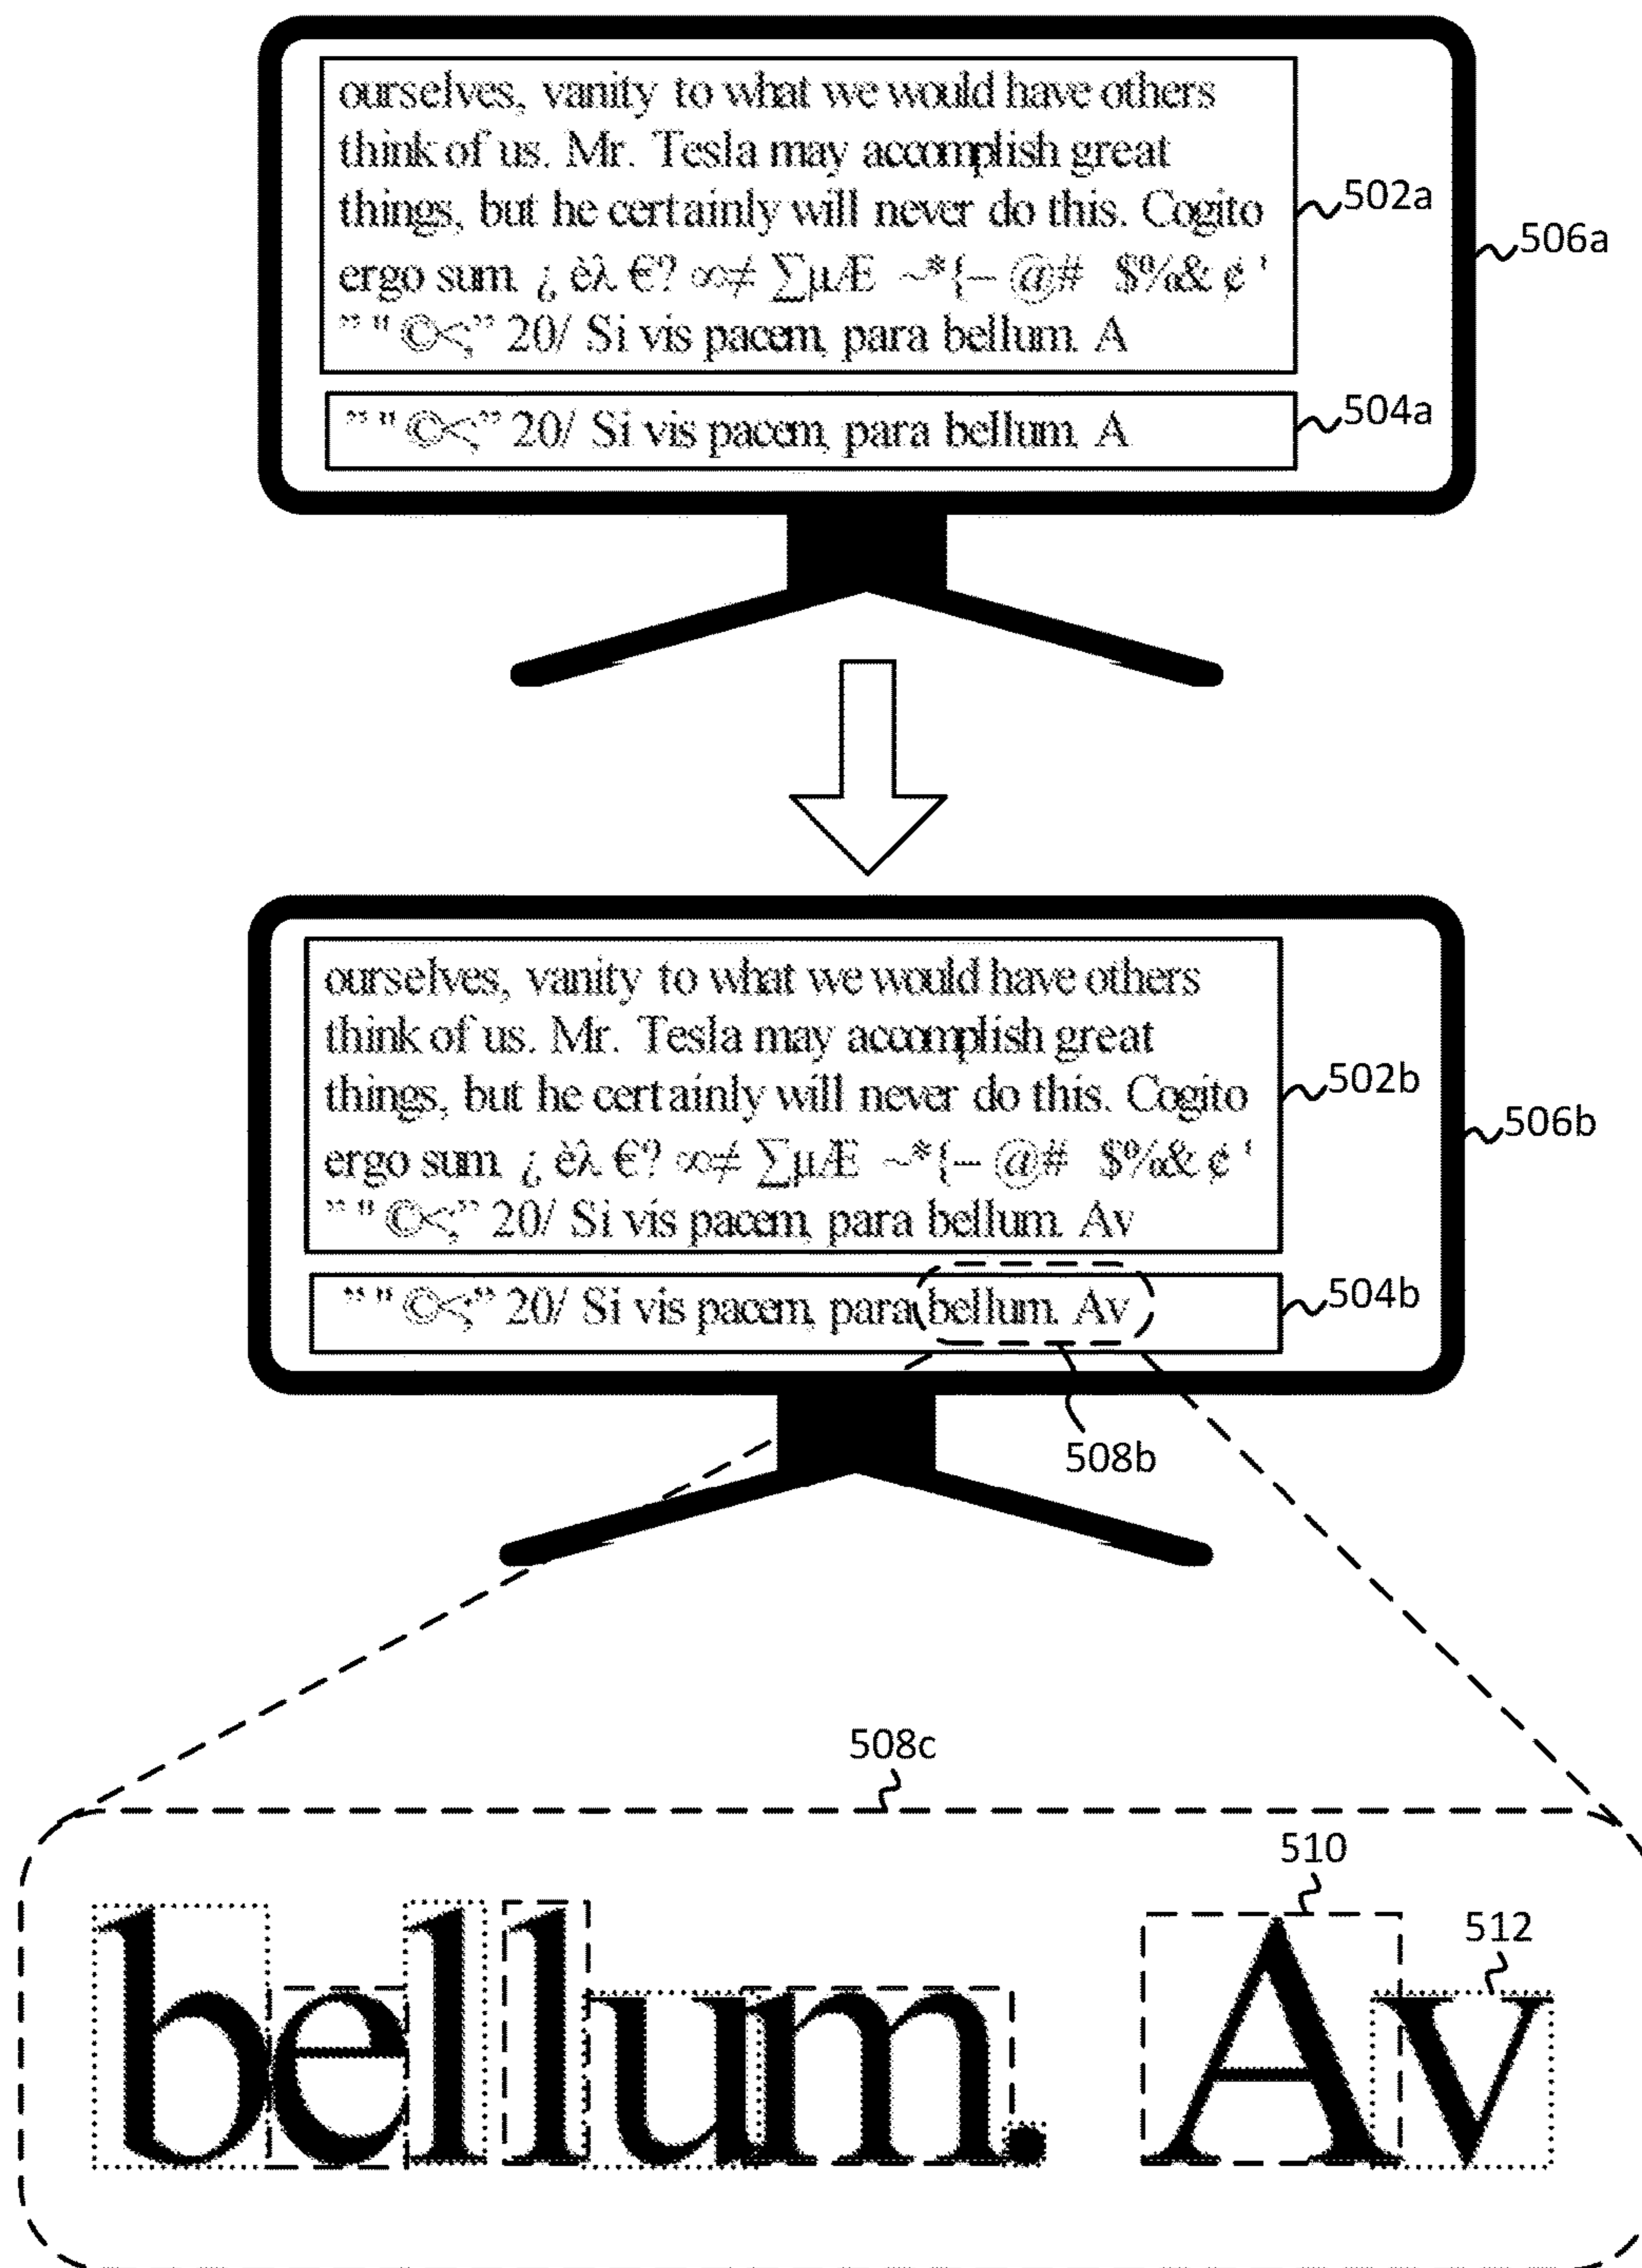 ourselves, vanity to what we would have others
think of us. Mr. Tesla may accomplish great
things, but he certainly will never do this. Cogito
ergo sum. ¿ èλ €? ∞≠ ∑µÆ ~*{– @# $%& ¢ '
” " ©<;” 20/ Si vis pacem, para bellum. A
502a
506a
” " ©<;” 20/ Si vis pacem, para bellum. A
504a
ourselves, vanity to what we would have others
think of us. Mr. Tesla may accomplish great
things, but he certainly will never do this. Cogito
ergo sum. ¿ èλ €? ∞≠ ∑µÆ ~*{– @# $%& ¢ '
” " ©<;” 20/ Si vis pacem, para bellum. Av
502b
506b
” " ©<;” 20/ Si vis pacem, para bellum. Av
504b
508b
508c
510
512
bellum. Av